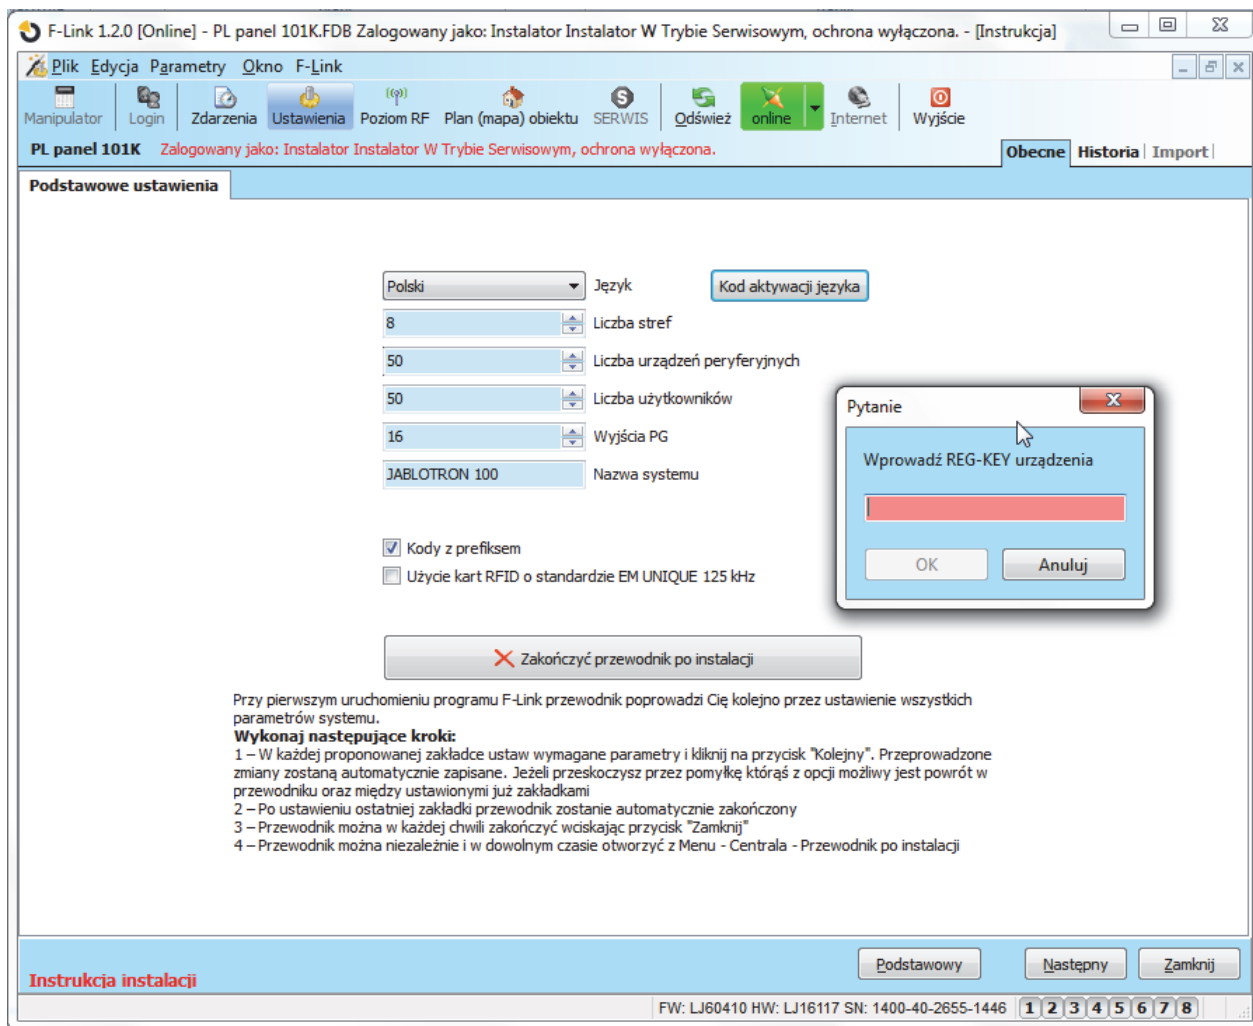 F-Link 1.2.0 [Online] - PL panel 101K.FDB Zalogowany jako: Instalator Instalator W Trybie Serwisowym, ochrona wyłączona. - [Instrukcja]
Plik Edycja Parametry Okno F-Link
Manipulator Login Zdarzenia Ustawienia Poziom RF Plan (mapa) obiektu SERWIS Odśwież online Internet Wyjście
PL panel 101K Zalogowany jako: Instalator Instalator W Trybie Serwisowym, ochrona wyłączona. Obecne Historia Import
Podstawowe ustawienia
Polski Język Kod aktywacji języka
8 Liczba stref
50 Liczba urządzeń peryferyjnych
50 Liczba użytkowników
16 Wyjścia PG
JABLOTRON 100 Nazwa systemu
Pytanie
Wprowadź REG-KEY urządzenia
OK Anuluj
Kody z prefiksem
Użycie kart RFID o standardzie EM UNIQUE 125 kHz
Zakończyć przewodnik po instalacji
Przy pierwszym uruchomieniu programu F-Link przewodnik poprowadzi Cię kolejno przez ustawienie wszystkich
parametrów systemu.
Wykonaj następujące kroki:
1 – W każdej proponowanej zakładce ustaw wymagane parametry i kliknij na przycisk "Kolejny". Przeprowadzone
zmiany zostaną automatycznie zapisane. Jeżeli przeskoczysz przez pomyłkę którąś z opcji możliwy jest powrót w
przewodniku oraz między ustawionymi już zakładkami
2 – Po ustawieniu ostatniej zakładki przewodnik zostanie automatycznie zakończony
3 – Przewodnik można w każdej chwili zakończyć wciskając przycisk "Zamknij"
4 – Przewodnik można niezależnie i w dowolnym czasie otworzyć z Menu - Centrala - Przewodnik po instalacji
Instrukcja instalacji Podstawowy Następny Zamknij
FW: LJ60410 HW: LJ16117 SN: 1400-40-2655-1446 1 2 3 4 5 6 7 8